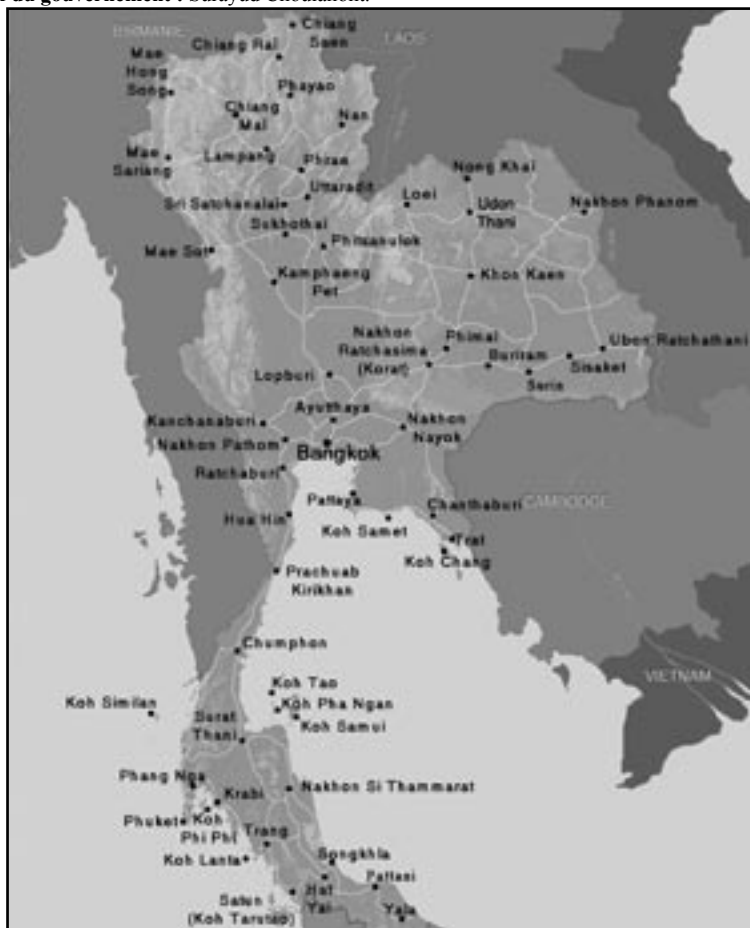 du gouvernement : Surayud Chulanont.
BIRMANIE
Chiang
Saen
LAOS
Chiang Rai
Mae
Hong
Song
Phayao
Chiang
Mai
Nan
Mae
Sariang
Lampang
Phrae
Nong Khai
Uttaradit
Loei
Sri Satchanalai
Udon
Thani
Nakhon Phanom
Sukhothai
Phitsanulok
Mae Sot
Kamphaeng
Pet
Khon Kaen
Nakhon
Ratchasima
(Korat)
Phimai
Ubon Ratchathani
Buriram
Sisaket
Surin
Lopburi
Ayutthaya
Kanchanaburi
Nakhon
Nayok
Nakhon Pathom
Bangkok
Ratchaburi
Pattaya
Chanthaburi
CAMBODGE
Hua Hin
Koh Samet
Trat
Koh Chang
Prachuab
Kirikhan
Chumphon
VIETNAM
Koh Tao
Koh Similan
Koh Pha Ngan
Koh Samui
Surat
Thani
Phang Nga
Krabi
Nakhon Si Thammarat
Phuket
Koh
Phi Phi
Trang
Koh Lanta
Songkhla
Pattani
Satun
(Koh Tarutao)
Hat
Yai
Yala